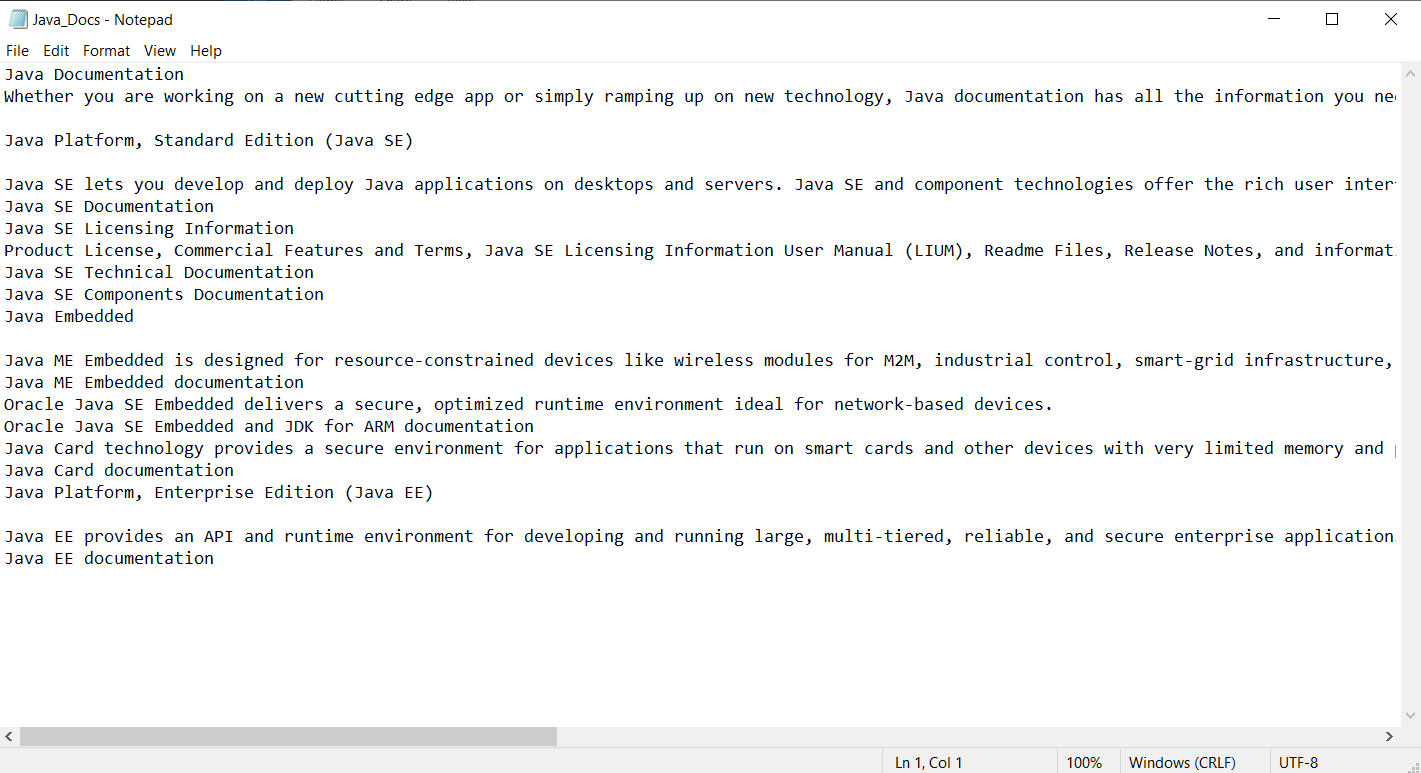 Java_Docs - Notepad
File Edit Format View Help
Java Documentation
Whether you are working on a new cutting edge app or simply ramping up on new technology, Java documentation has all the information you
Java Platform, Standard Edition (Java SE)
Java SE lets you develop and deploy Java applications on desktops and servers. Java SE and component technologies offer the rich user
Java SE Documentation
Java SE Licensing Information
Product License, Commercial Features and Terms, Java SE Licensing Information User Manual (LIUM), Readme Files, Release Notes, and
Java SE Technical Documentation
Java SE Components Documentation
Java Embedded
Java ME Embedded is designed for resource-constrained devices like wireless modules for M2M, industrial control, smart-grid infrastructure,
Java ME Embedded documentation
Oracle Java SE Embedded delivers a secure, optimized runtime environment ideal for network-based devices.
Oracle Java SE Embedded and JDK for ARM documentation
Java Card technology provides a secure environment for applications that run on smart cards and other devices with very limited memory and
Java Card documentation
Java Platform, Enterprise Edition (Java EE)
Java EE provides an API and runtime environment for developing and running large, multi-tiered, reliable, and secure enterprise application
Java EE documentation
Ln 1, Col 1 100% Windows (CRLF) UTF-8